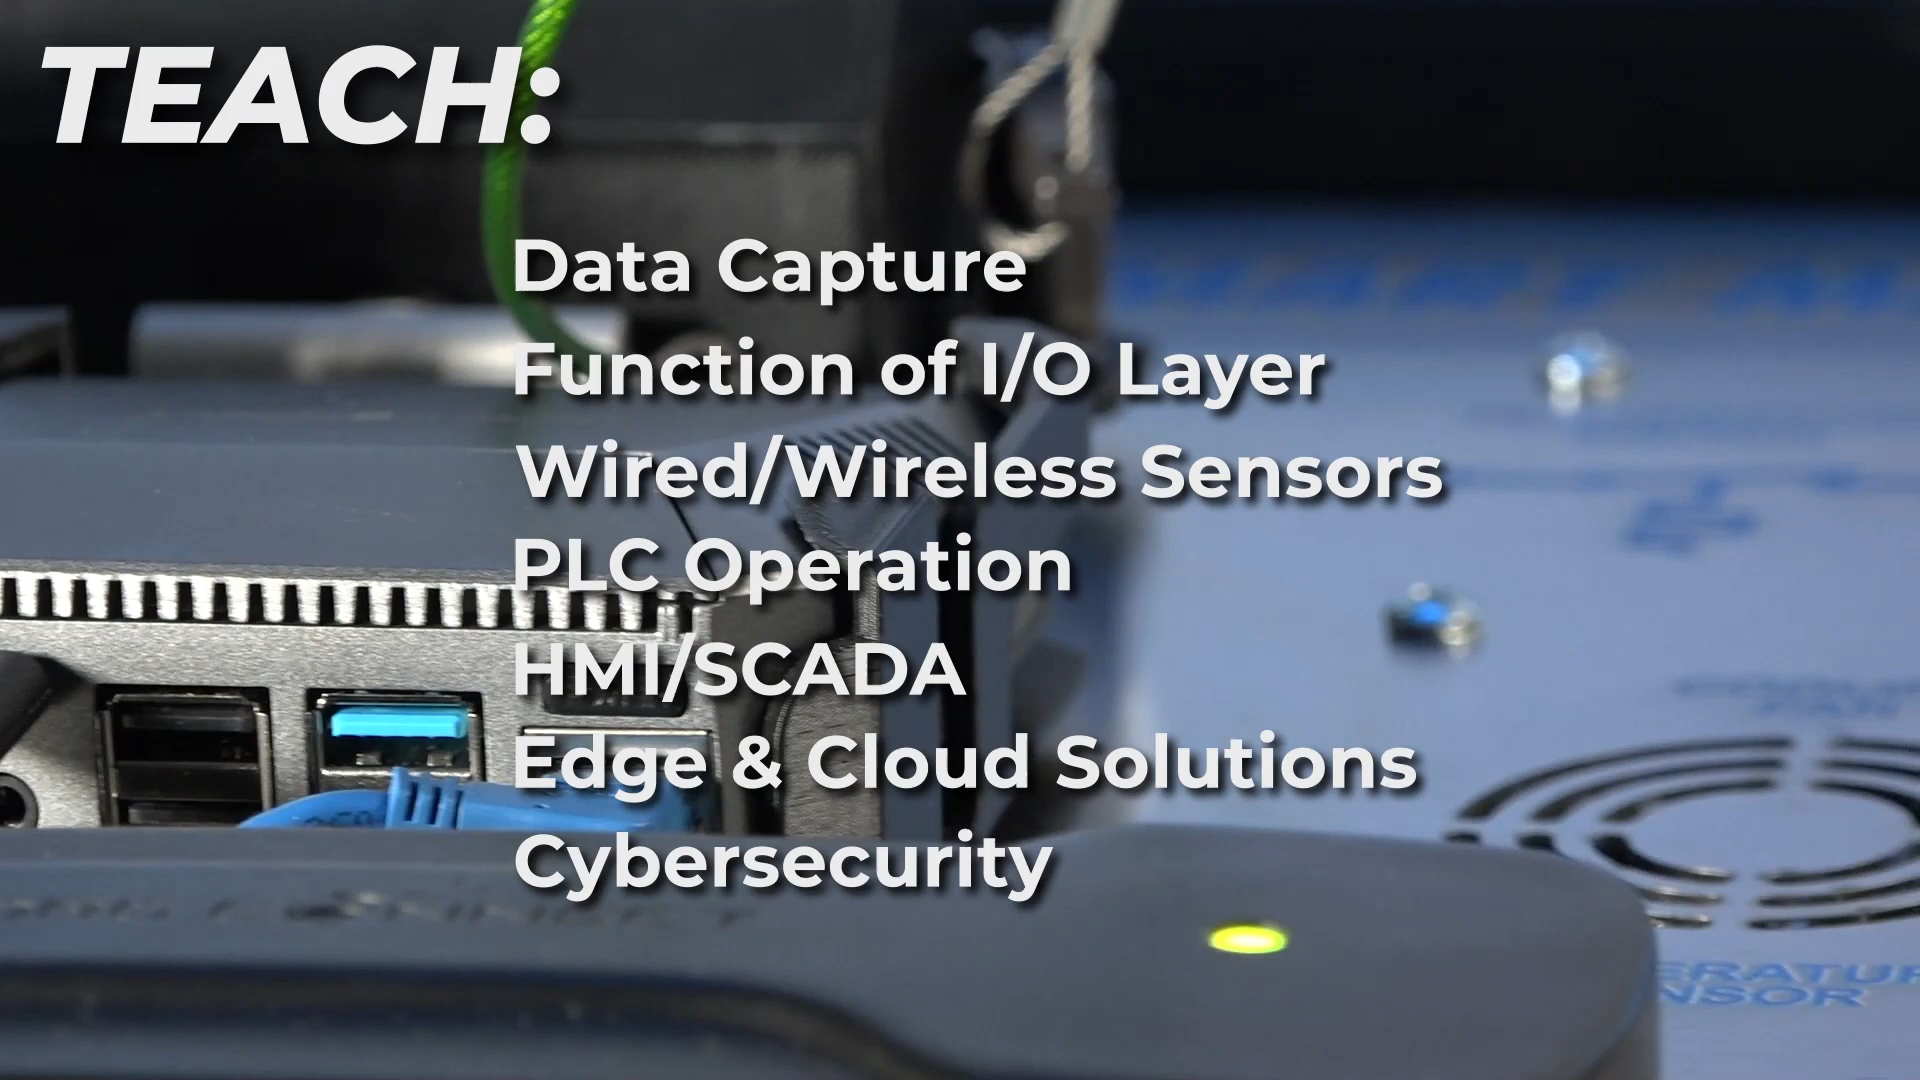 TEACH:
Data Capture
Function of I/O Layer
Wired/Wireless Sensors
PLC Operation
HMI/SCADA
Edge & Cloud Solutions
Cybersecurity